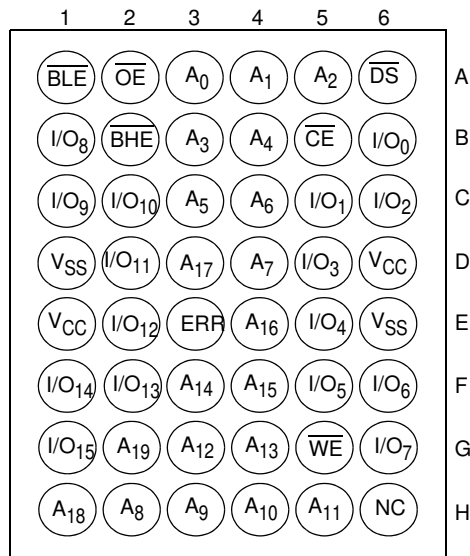 1 2 3 4 5 6
BLE OE A0 A1 A2 DS A
I/O8 BHE A3 A4 CE I/O0 B
I/O9 I/O10 A5 A6 I/O1 I/O2 C
VSS I/O11 A17 A7 I/O3 VCC D
VCC I/O12 ERR A16 I/O4 VSS E
I/O14 I/O13 A14 A15 I/O5 I/O6 F
I/O15 A19 A12 A13 WE I/O7 G
A18 A8 A9 A10 A11 NC H